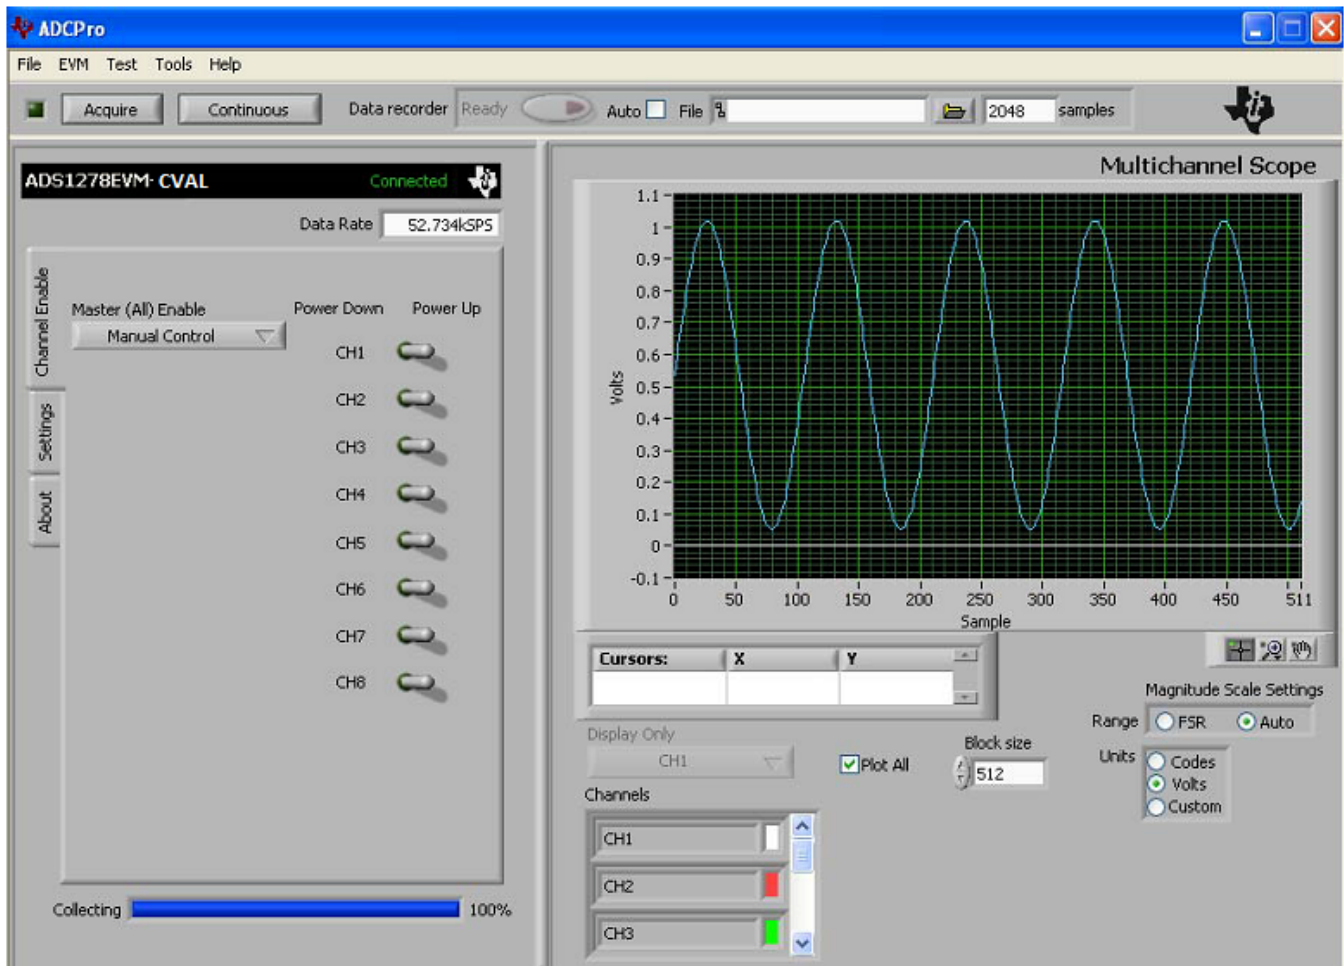 ADCPro
File EVM Test Tools Help
Acquire Continuous Data recorder Ready Auto File 2048 samples
ADS1278EVM-CVAL Connected
Data Rate 52.734kSPS
Channel Enable
Settings
About
Master (All) Enable Power Down Power Up
Manual Control
CH1
CH2
CH3
CH4
CH5
CH6
CH7
CH8
Collecting 100%
Multichannel Scope
1.1
1
0.9
0.8
0.7
0.6
0.5
0.4
0.3
0.2
0.1
0
-0.1
Volts
0 50 100 150 200 250 300 350 400 450 511
Sample
Cursors: X Y
Magnitude Scale Settings
Range FSR Auto
Display Only
CH1
Plot All
Block size
512
Units Codes
Volts
Custom
Channels
CH1
CH2
CH3